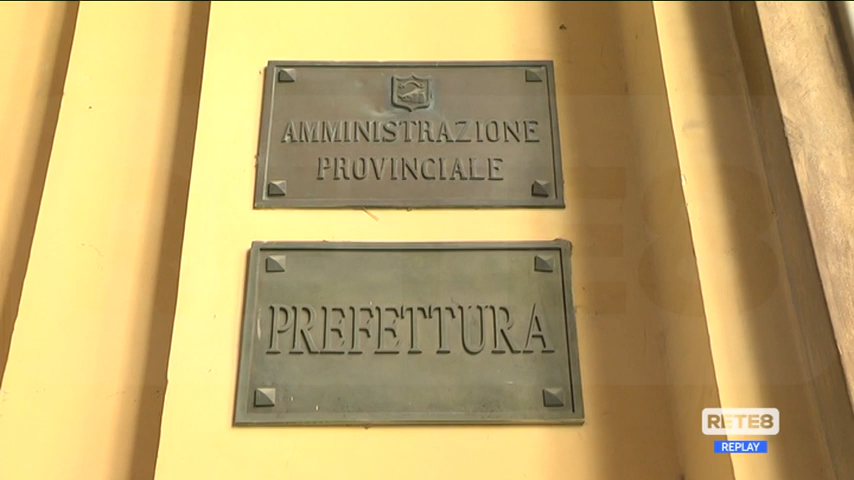 AMMINISTRAZIONE
PROVINCIALE
PREFETTURA
RETE8
REPLAY